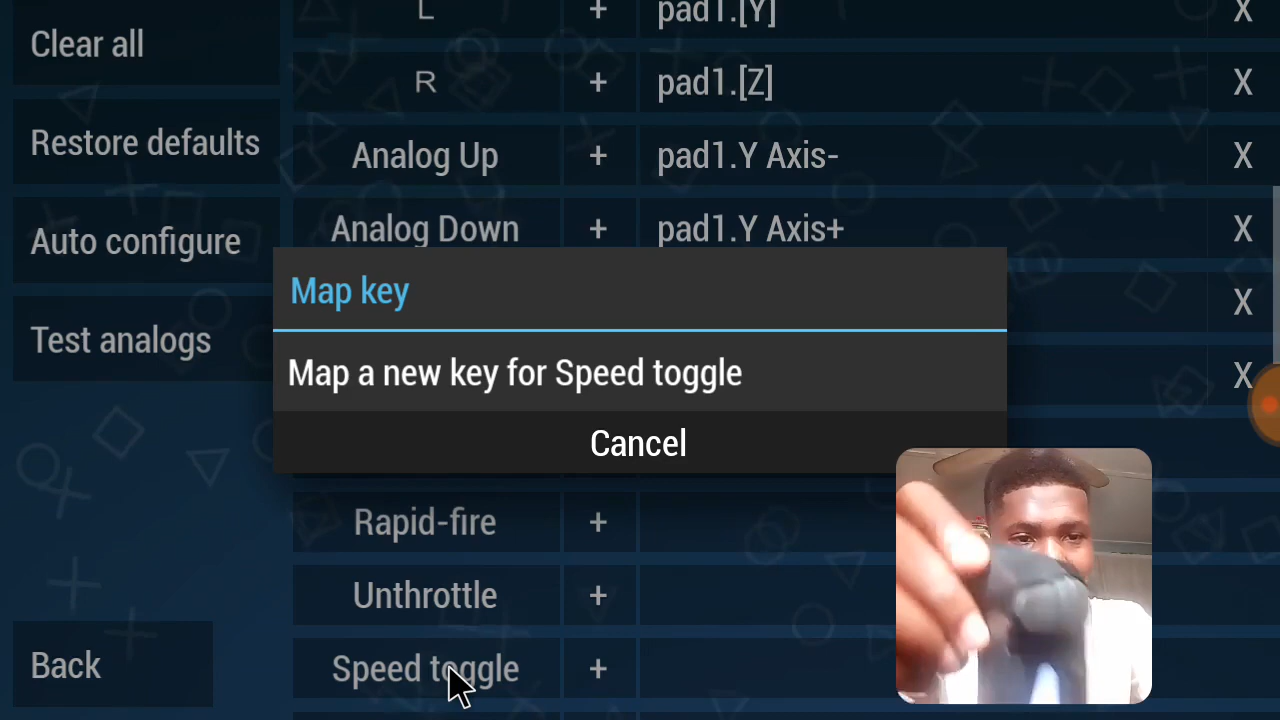 L + pad1.[Y] X
Clear all
R + pad1.[Z] X
Restore defaults
Analog Up + pad1.Y Axis- X
Auto configure
Analog Down + pad1.Y Axis+ X
Map key
X
Test analogs
Map a new key for Speed toggle
X
Cancel
Rapid-fire +
Unthrottle +
Back
Speed toggle +